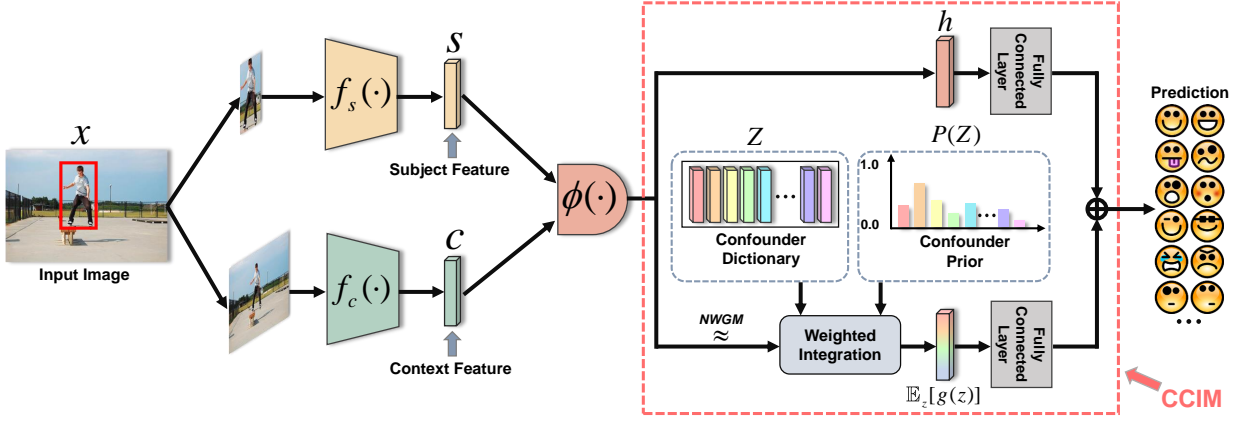 x
Input Image
f_s(·)
s
Subject Feature
f_c(·)
c
Context Feature
ϕ(·)
h
Fully
Connected
Layer
Z
Confounder
Dictionary
P(Z)
1.0
0.0
Confounder
Prior
NWGM
≈
Weighted
Integration
𝔼_z[g(z)]
Fully
Connected
Layer
Prediction
CCIM